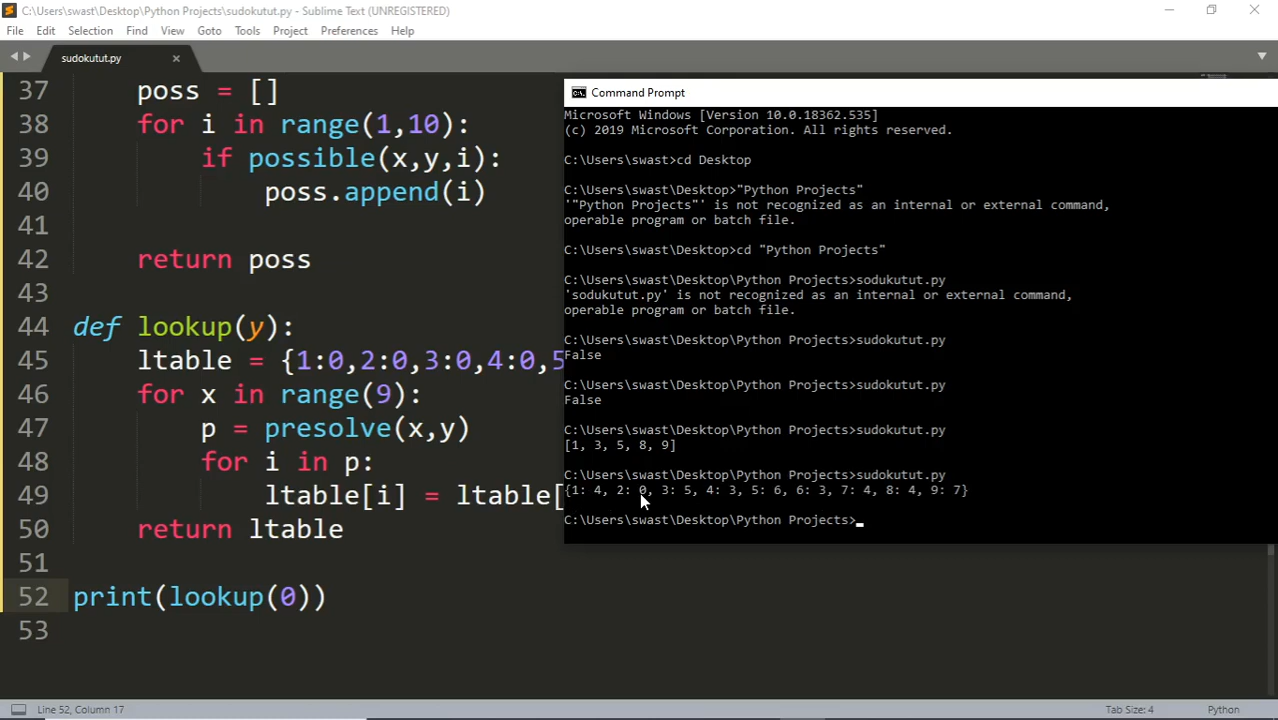 C:\Users\swast\Desktop\Python Projects\sudokutut.py - Sublime Text (UNREGISTERED)
File Edit Selection Find View Goto Tools Project Preferences Help
sudokutut.py
37 poss = []
38 for i in range(1,10):
39 if possible(x,y,i):
40 poss.append(i)
41
42 return poss
43
44 def lookup(y):
45 ltable = {1:0,2:0,3:0,4:0,5
46 for x in range(9):
47 p = presolve(x,y)
48 for i in p:
49 ltable[i] = ltable[
50 return ltable
51
52 print(lookup(0))
53
Command Prompt
Microsoft Windows [Version 10.0.18362.535]
(c) 2019 Microsoft Corporation. All rights reserved.
C:\Users\swast>cd Desktop
C:\Users\swast\Desktop>"Python Projects"
'"Python Projects"' is not recognized as an internal or external command,
operable program or batch file.
C:\Users\swast\Desktop>cd "Python Projects"
C:\Users\swast\Desktop\Python Projects>sodukutut.py
'sodukutut.py' is not recognized as an internal or external command,
operable program or batch file.
C:\Users\swast\Desktop\Python Projects>sudokutut.py
False
C:\Users\swast\Desktop\Python Projects>sudokutut.py
False
C:\Users\swast\Desktop\Python Projects>sudokutut.py
[1, 3, 5, 8, 9]
C:\Users\swast\Desktop\Python Projects>sudokutut.py
{1: 4, 2: 0, 3: 5, 4: 3, 5: 6, 6: 3, 7: 4, 8: 4, 9: 7}
C:\Users\swast\Desktop\Python Projects>
Line 52, Column 17
Tab Size: 4
Python